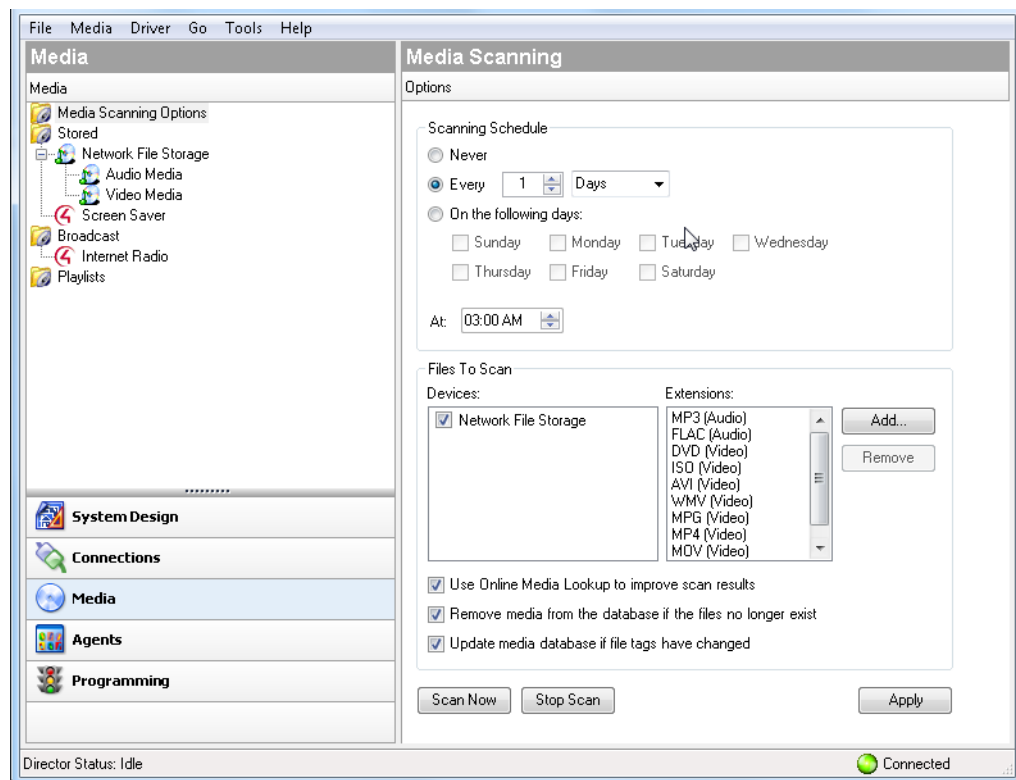 File Media Driver Go Tools Help
Media
Media
Media Scanning Options
Stored
Network File Storage
Audio Media
Video Media
Screen Saver
Broadcast
Internet Radio
Playlists
System Design
Connections
Media
Agents
Programming
Media Scanning
Options
Scanning Schedule
Never
Every 1 Days
On the following days:
Sunday Monday Tuesday Wednesday
Thursday Friday Saturday
At: 03:00 AM
Files To Scan
Devices:
Network File Storage
Extensions:
MP3 (Audio)
FLAC (Audio)
DVD (Video)
ISO (Video)
AVI (Video)
WMV (Video)
MPG (Video)
MP4 (Video)
MOV (Video)
Add...
Remove
Use Online Media Lookup to improve scan results
Remove media from the database if the files no longer exist
Update media database if file tags have changed
Scan Now Stop Scan Apply
Director Status: Idle Connected